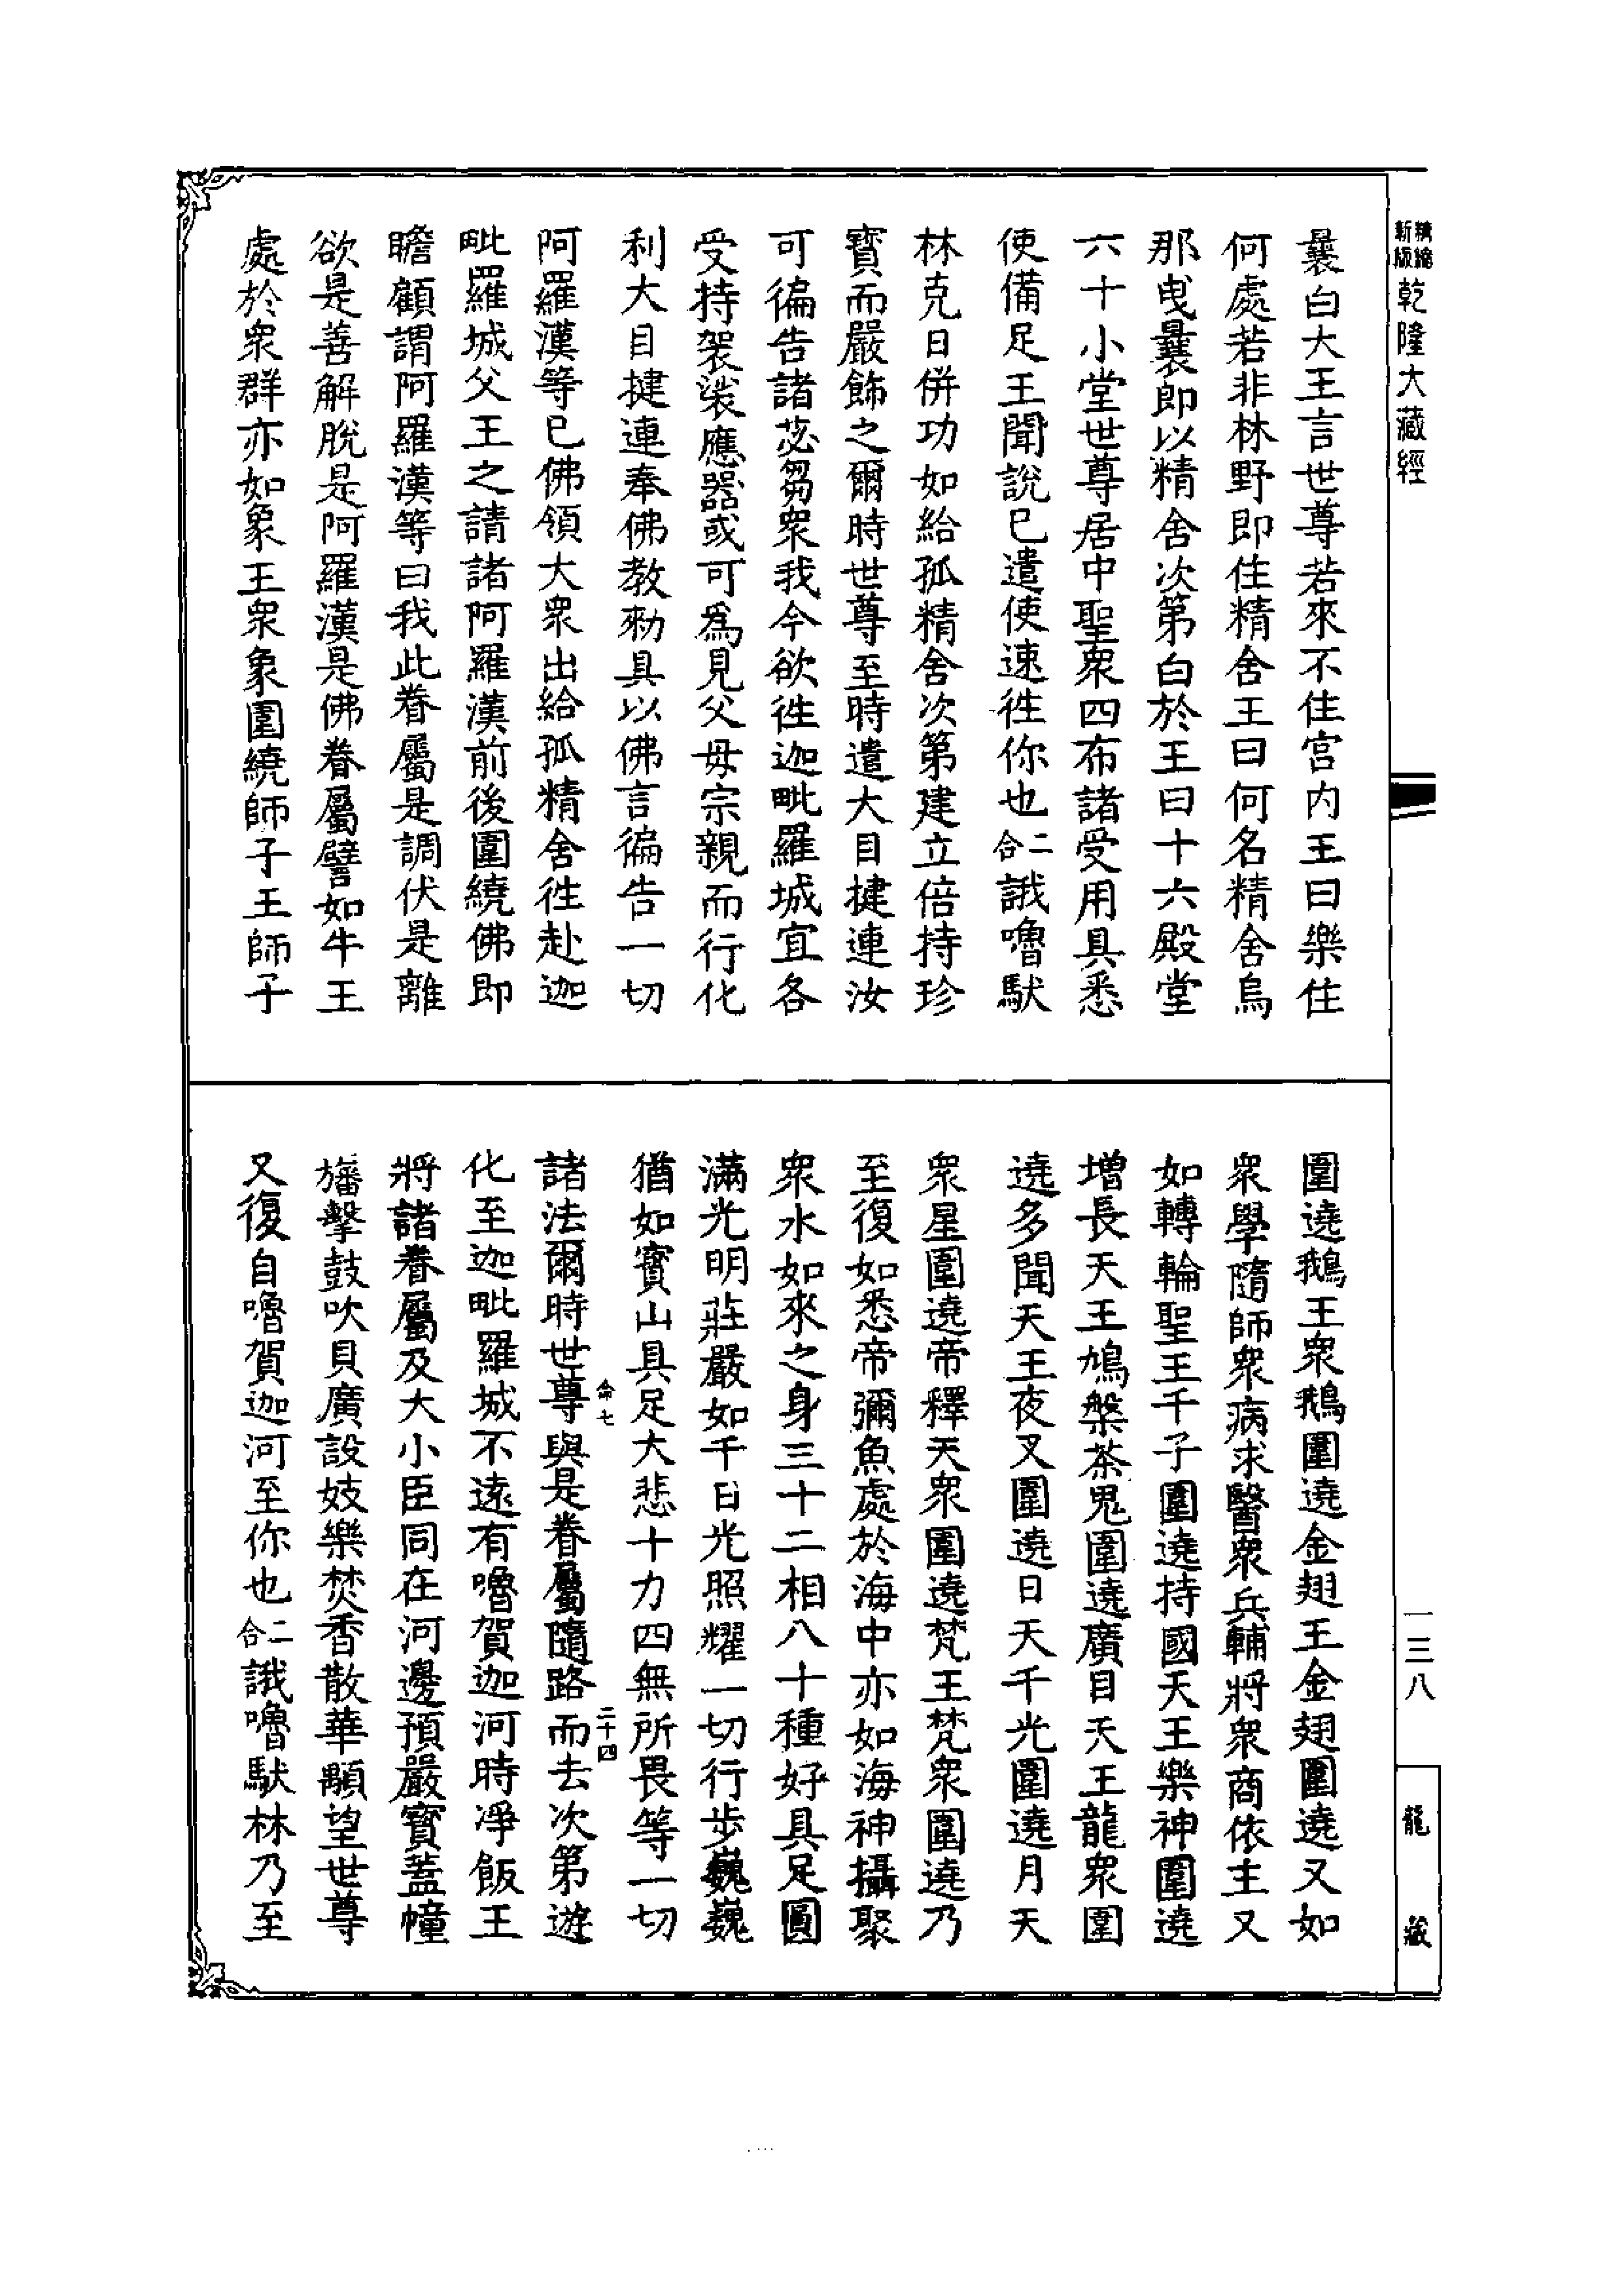 精縮
新版
乾隆大藏經
曩白大王言世尊若來不住宮内王曰樂住
何處若非林野即住精舍王曰何名精舍烏
那曵曩即以精舍次第白於王曰十六殿堂
六十小堂世尊居中聖衆四布諸受用具悉
使備足王聞說已遣使速徃你也二合誐嚕馱
林克日併功如給孤精舍次第建立倍持珍
寳而嚴飾之爾時世尊至時遣大目揵連汝
可徧告諸苾芻衆我今欲徃迦毗羅城宜各
受持袈裟應器或可爲見父母宗親而行化
利大目揵連奉佛教勑具以佛言徧告一切
阿羅漢等已佛領大衆出給孤精舍徃赴迦
毗羅城父王之請諸阿羅漢前後圍繞佛即
瞻顧謂阿羅漢等曰我此眷屬是調伏是離
欲是善解脫是阿羅漢是佛眷屬譬如牛王
處於衆群亦如象王衆象圍繞師子王師子
圍遶鵝王衆鵝圍遶金翅王金翅圍遶又如
衆學隨師衆病求醫衆兵輔將衆商依主又
如轉輪聖王千子圍遶持國天王樂神圍遶
增長天王鳩槃茶鬼圍遶廣目天王龍衆圍
遶多聞天王夜叉圍遶日天千光圍遶月天
衆星圍遶帝釋天衆圍遶梵王梵衆圍遶乃
至復如悉帝彌魚處於海中亦如海神攝聚
衆水如來之身三十二相八十種好具足圓
滿光明莊嚴如千日光照耀一切行步巍巍
猶如寳山具足大悲十力四無所畏等一切
命七
二十四
諸法爾時世尊與是眷屬隨路而去次第遊
化至迦毗羅城不遠有嚕賀迦河時淨飯王
將諸眷屬及大小臣同在河邊預嚴寳蓋幢
旛擊鼓吹貝廣設妓樂焚香散華顒望世尊
又復自嚕賀迦河至你也二合誐嚕馱林乃至
一三八
龍藏